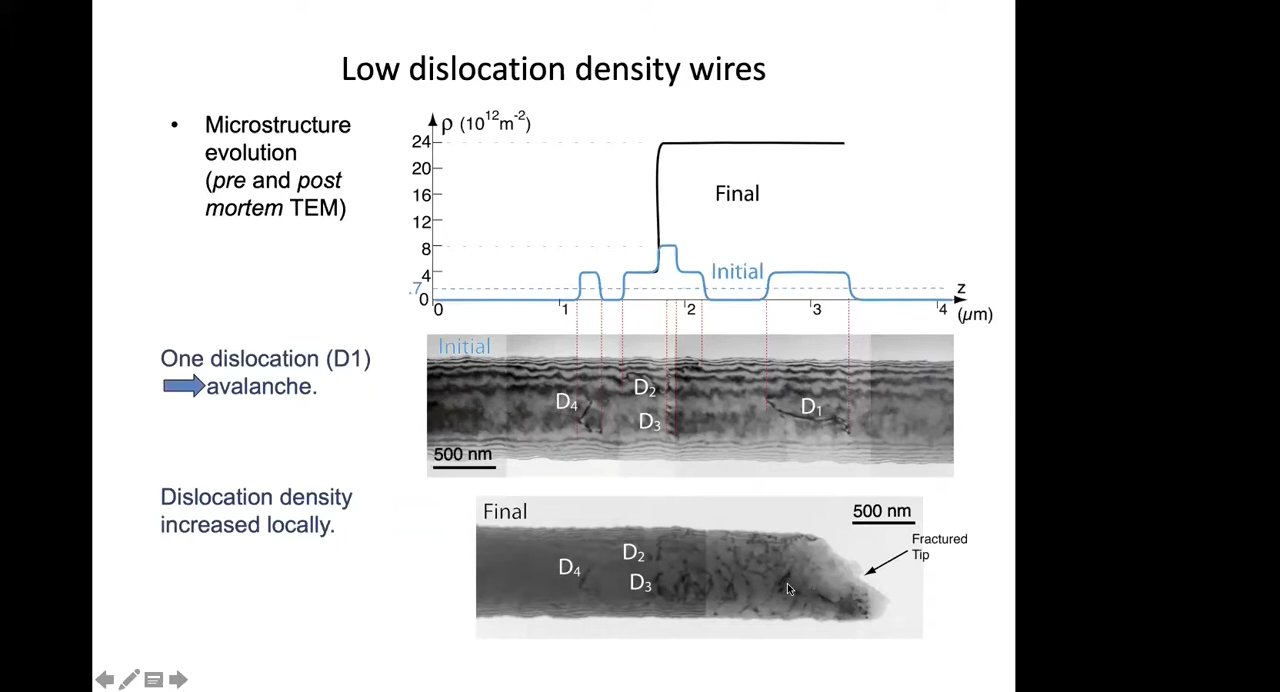 Low dislocation density wires
• Microstructure
evolution
(pre and post
mortem TEM)
ρ (10¹²m⁻²)
24
20
16
12
8
4
.7
0
Final
Initial
0
1
2
3
4
z
(μm)
One dislocation (D1)
avalanche.
Initial
D₄
D₂
D₃
D₁
500 nm
Dislocation density
increased locally.
Final
500 nm
D₄
D₂
D₃
Fractured
Tip